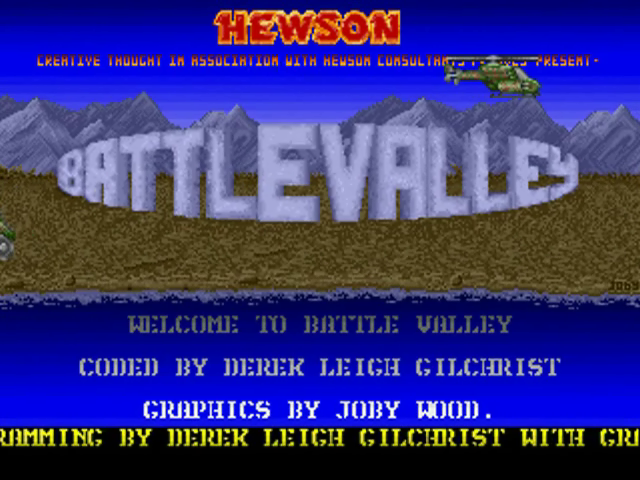 HEWSON
CREATIVE THOUGHT IN ASSOCIATION WITH HEWSON CONSULTANTS PRESENT-
BATTLEVALLEY
WELCOME TO BATTLE VALLEY
CODED BY DEREK LEIGH GILCHRIST
GRAPHICS BY JOBY WOOD.
RAMMING BY DEREK LEIGH GILCHRIST WITH GRA